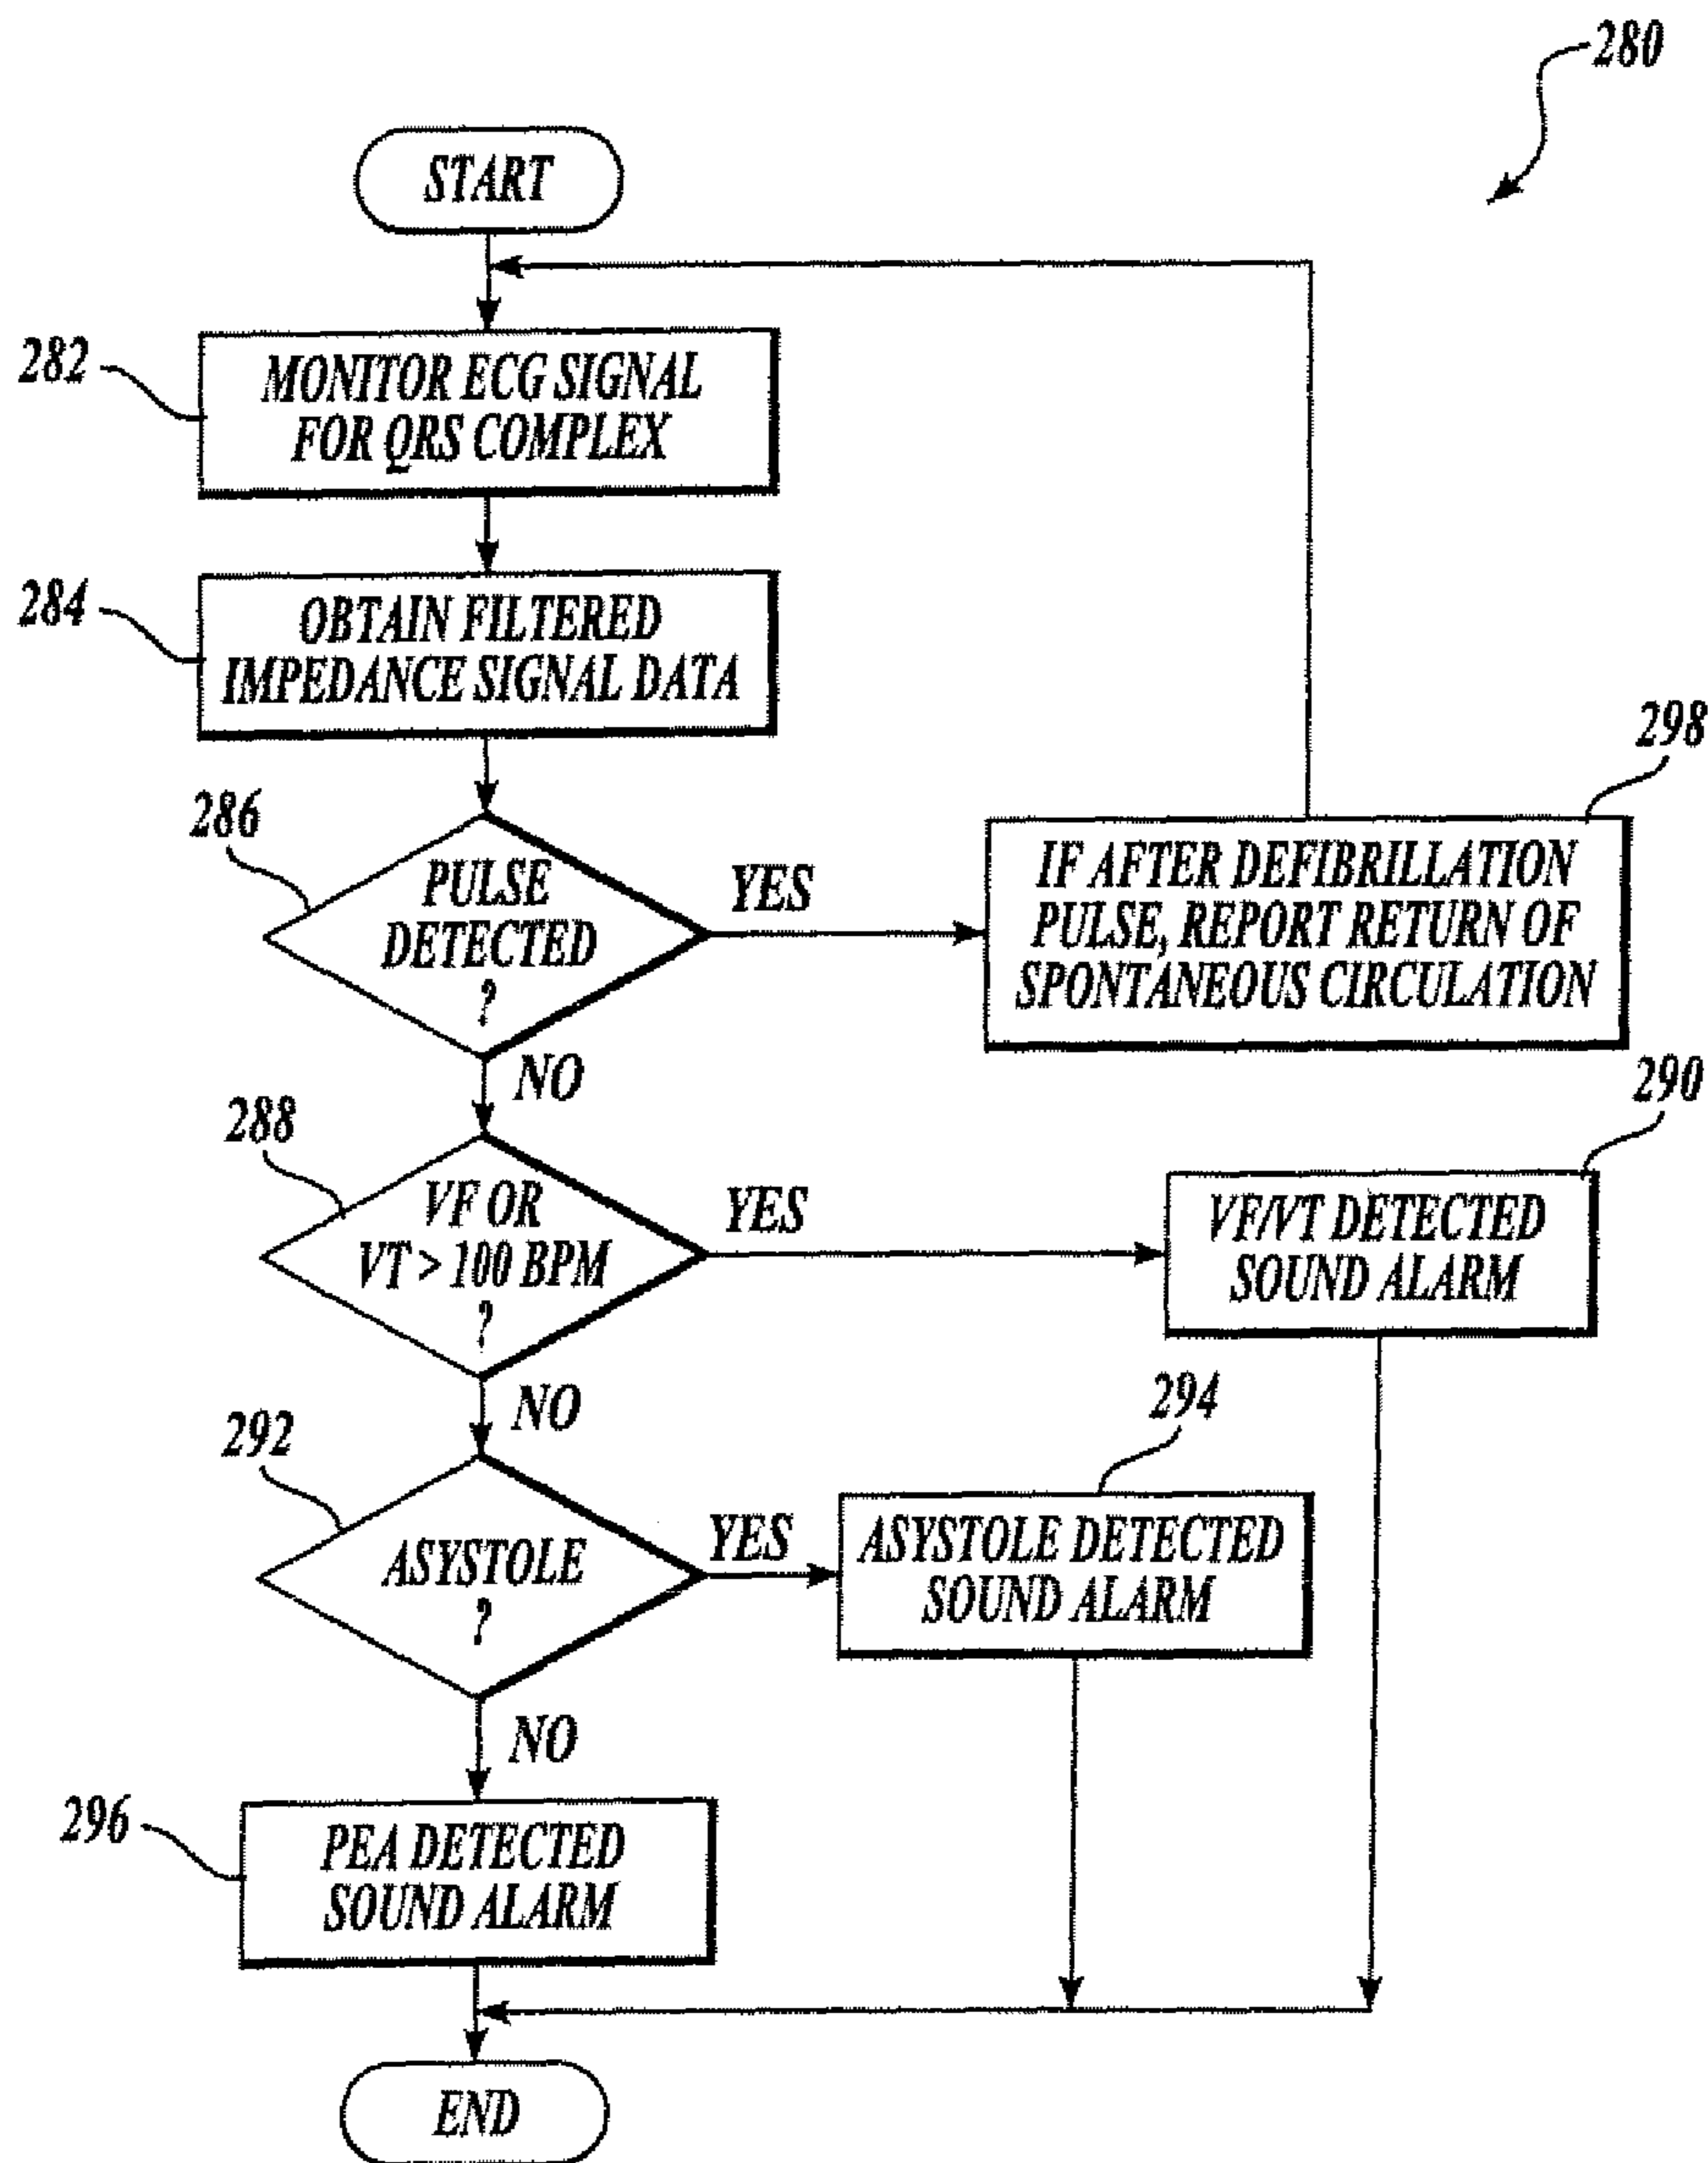 280
START
282
MONITOR ECG SIGNAL
FOR QRS COMPLEX
284
OBTAIN FILTERED
IMPEDANCE SIGNAL DATA
298
286
PULSE
DETECTED
?
YES
IF AFTER DEFIBRILLATION
PULSE, REPORT RETURN OF
SPONTANEOUS CIRCULATION
NO
290
288
VF OR
VT > 100 BPM
?
YES
VF/VT DETECTED
SOUND ALARM
NO
294
292
ASYSTOLE
?
YES
ASYSTOLE DETECTED
SOUND ALARM
NO
296
PEA DETECTED
SOUND ALARM
END